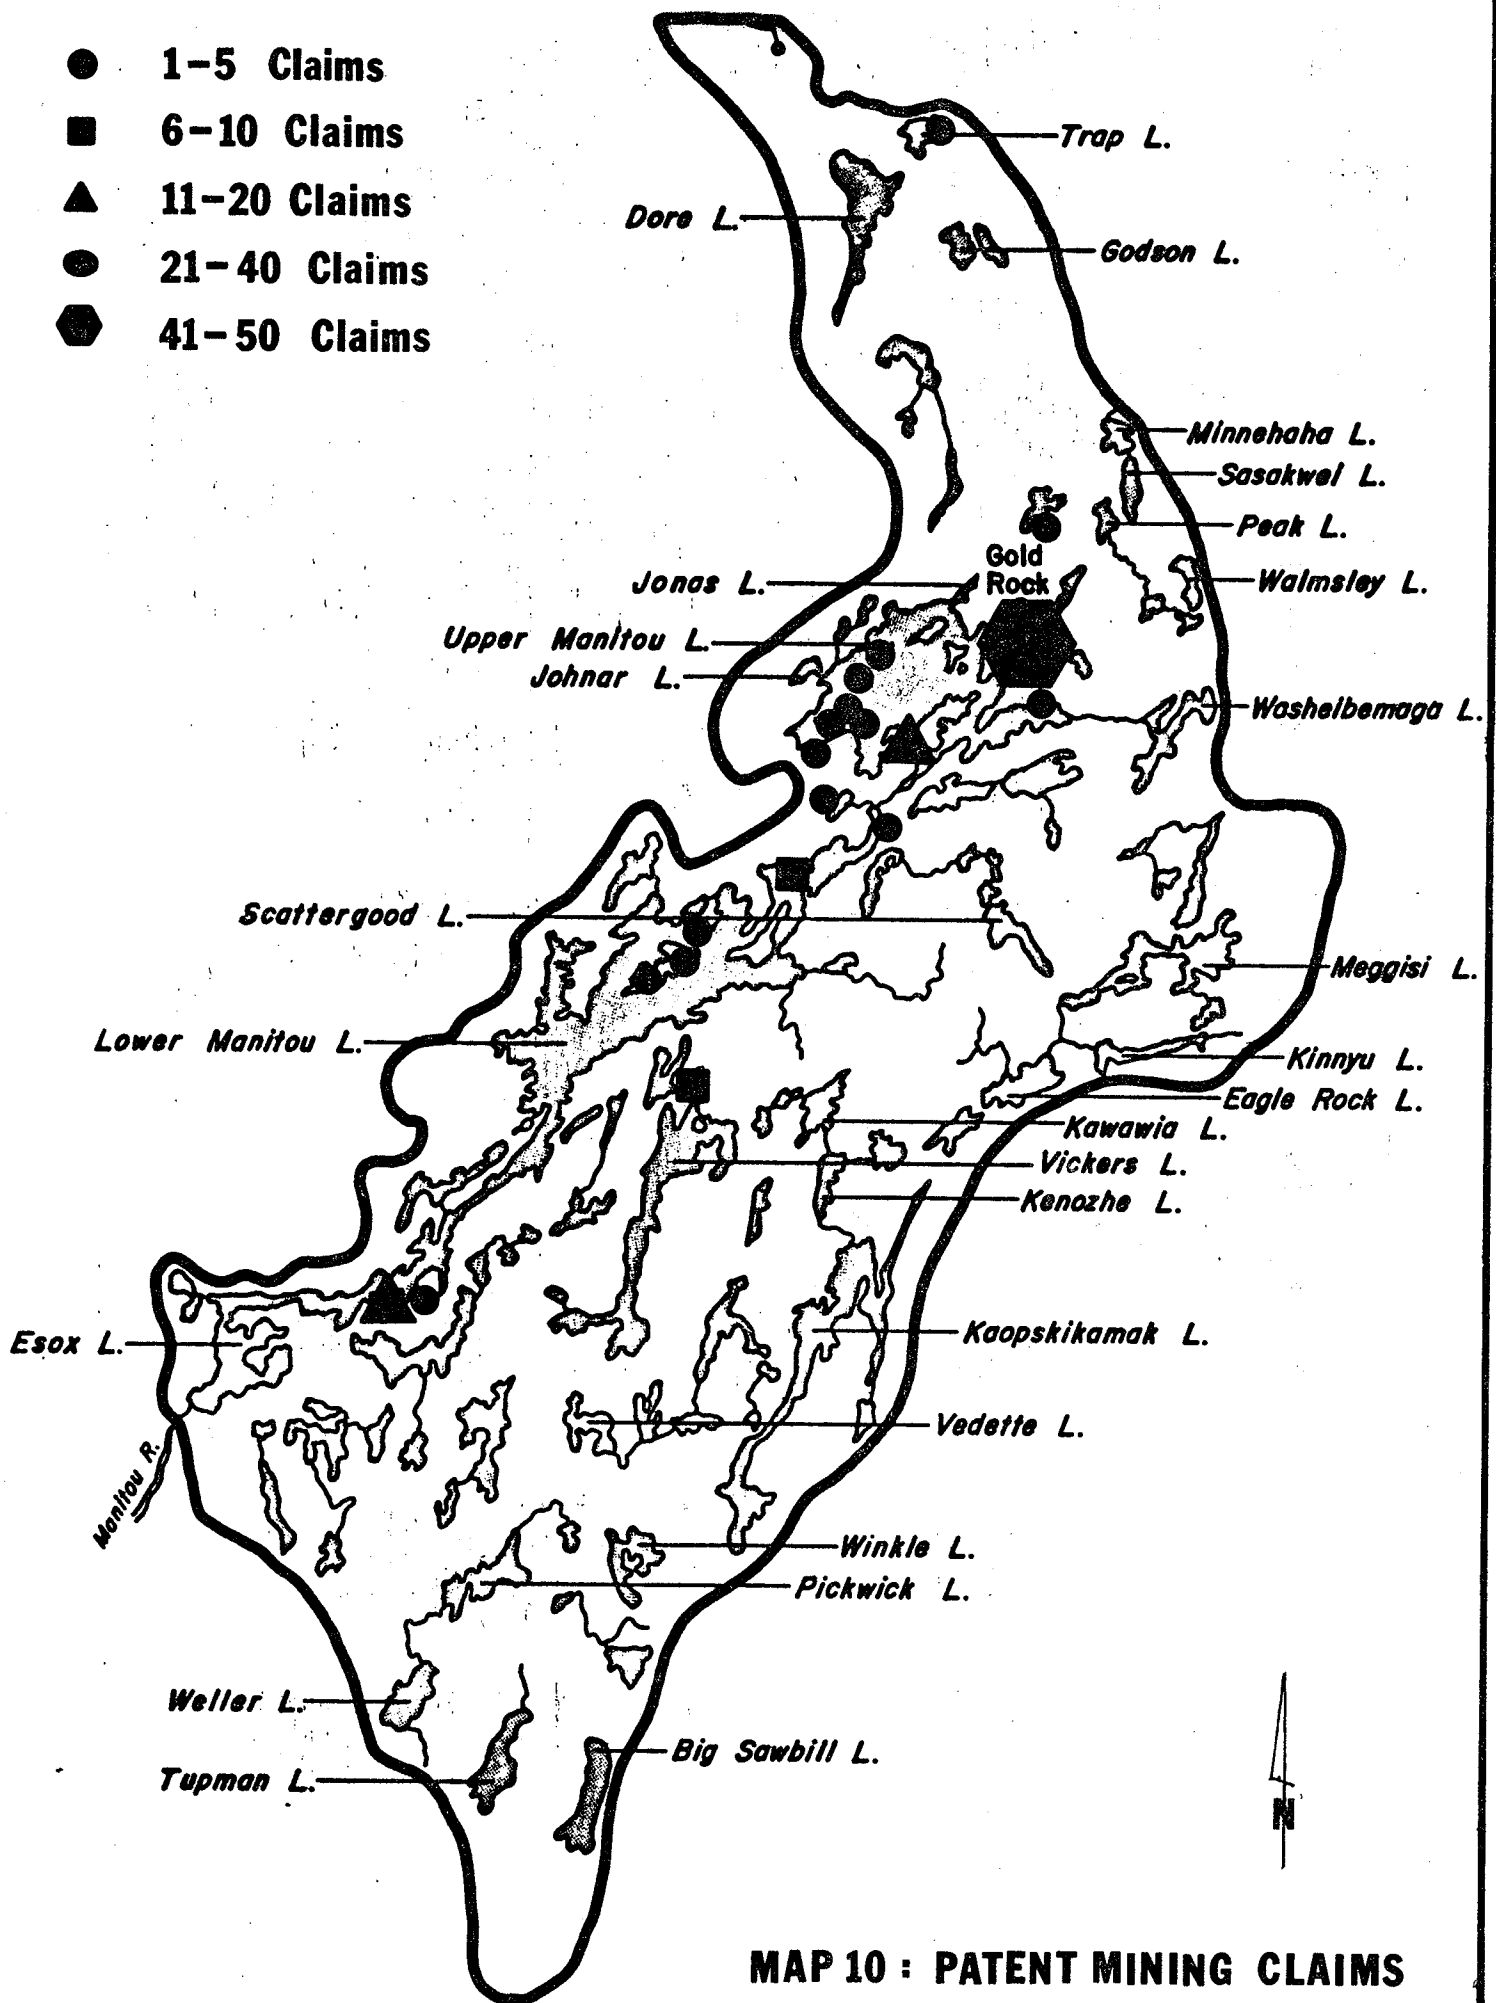 1-5 Claims
6-10 Claims
11-20 Claims
21-40 Claims
41-50 Claims
Trap L.
Dore L.
Godson L.
Minnehaha L.
Sasakwei L.
Peak L.
Gold
Rock
Jonas L.
Walmsley L.
Upper Manitou L.
Johnar L.
Washeibemaga L.
Scattergood L.
Meggisi L.
Lower Manitou L.
Kinnyu L.
Eagle Rock L.
Kawawia L.
Vickers L.
Kenozhe L.
Esox L.
Kaopskikamak L.
Vedette L.
Manitou R.
Winkle L.
Pickwick L.
Weller L.
Big Sawbill L.
Tupman L.
N
MAP 10 : PATENT MINING CLAIMS